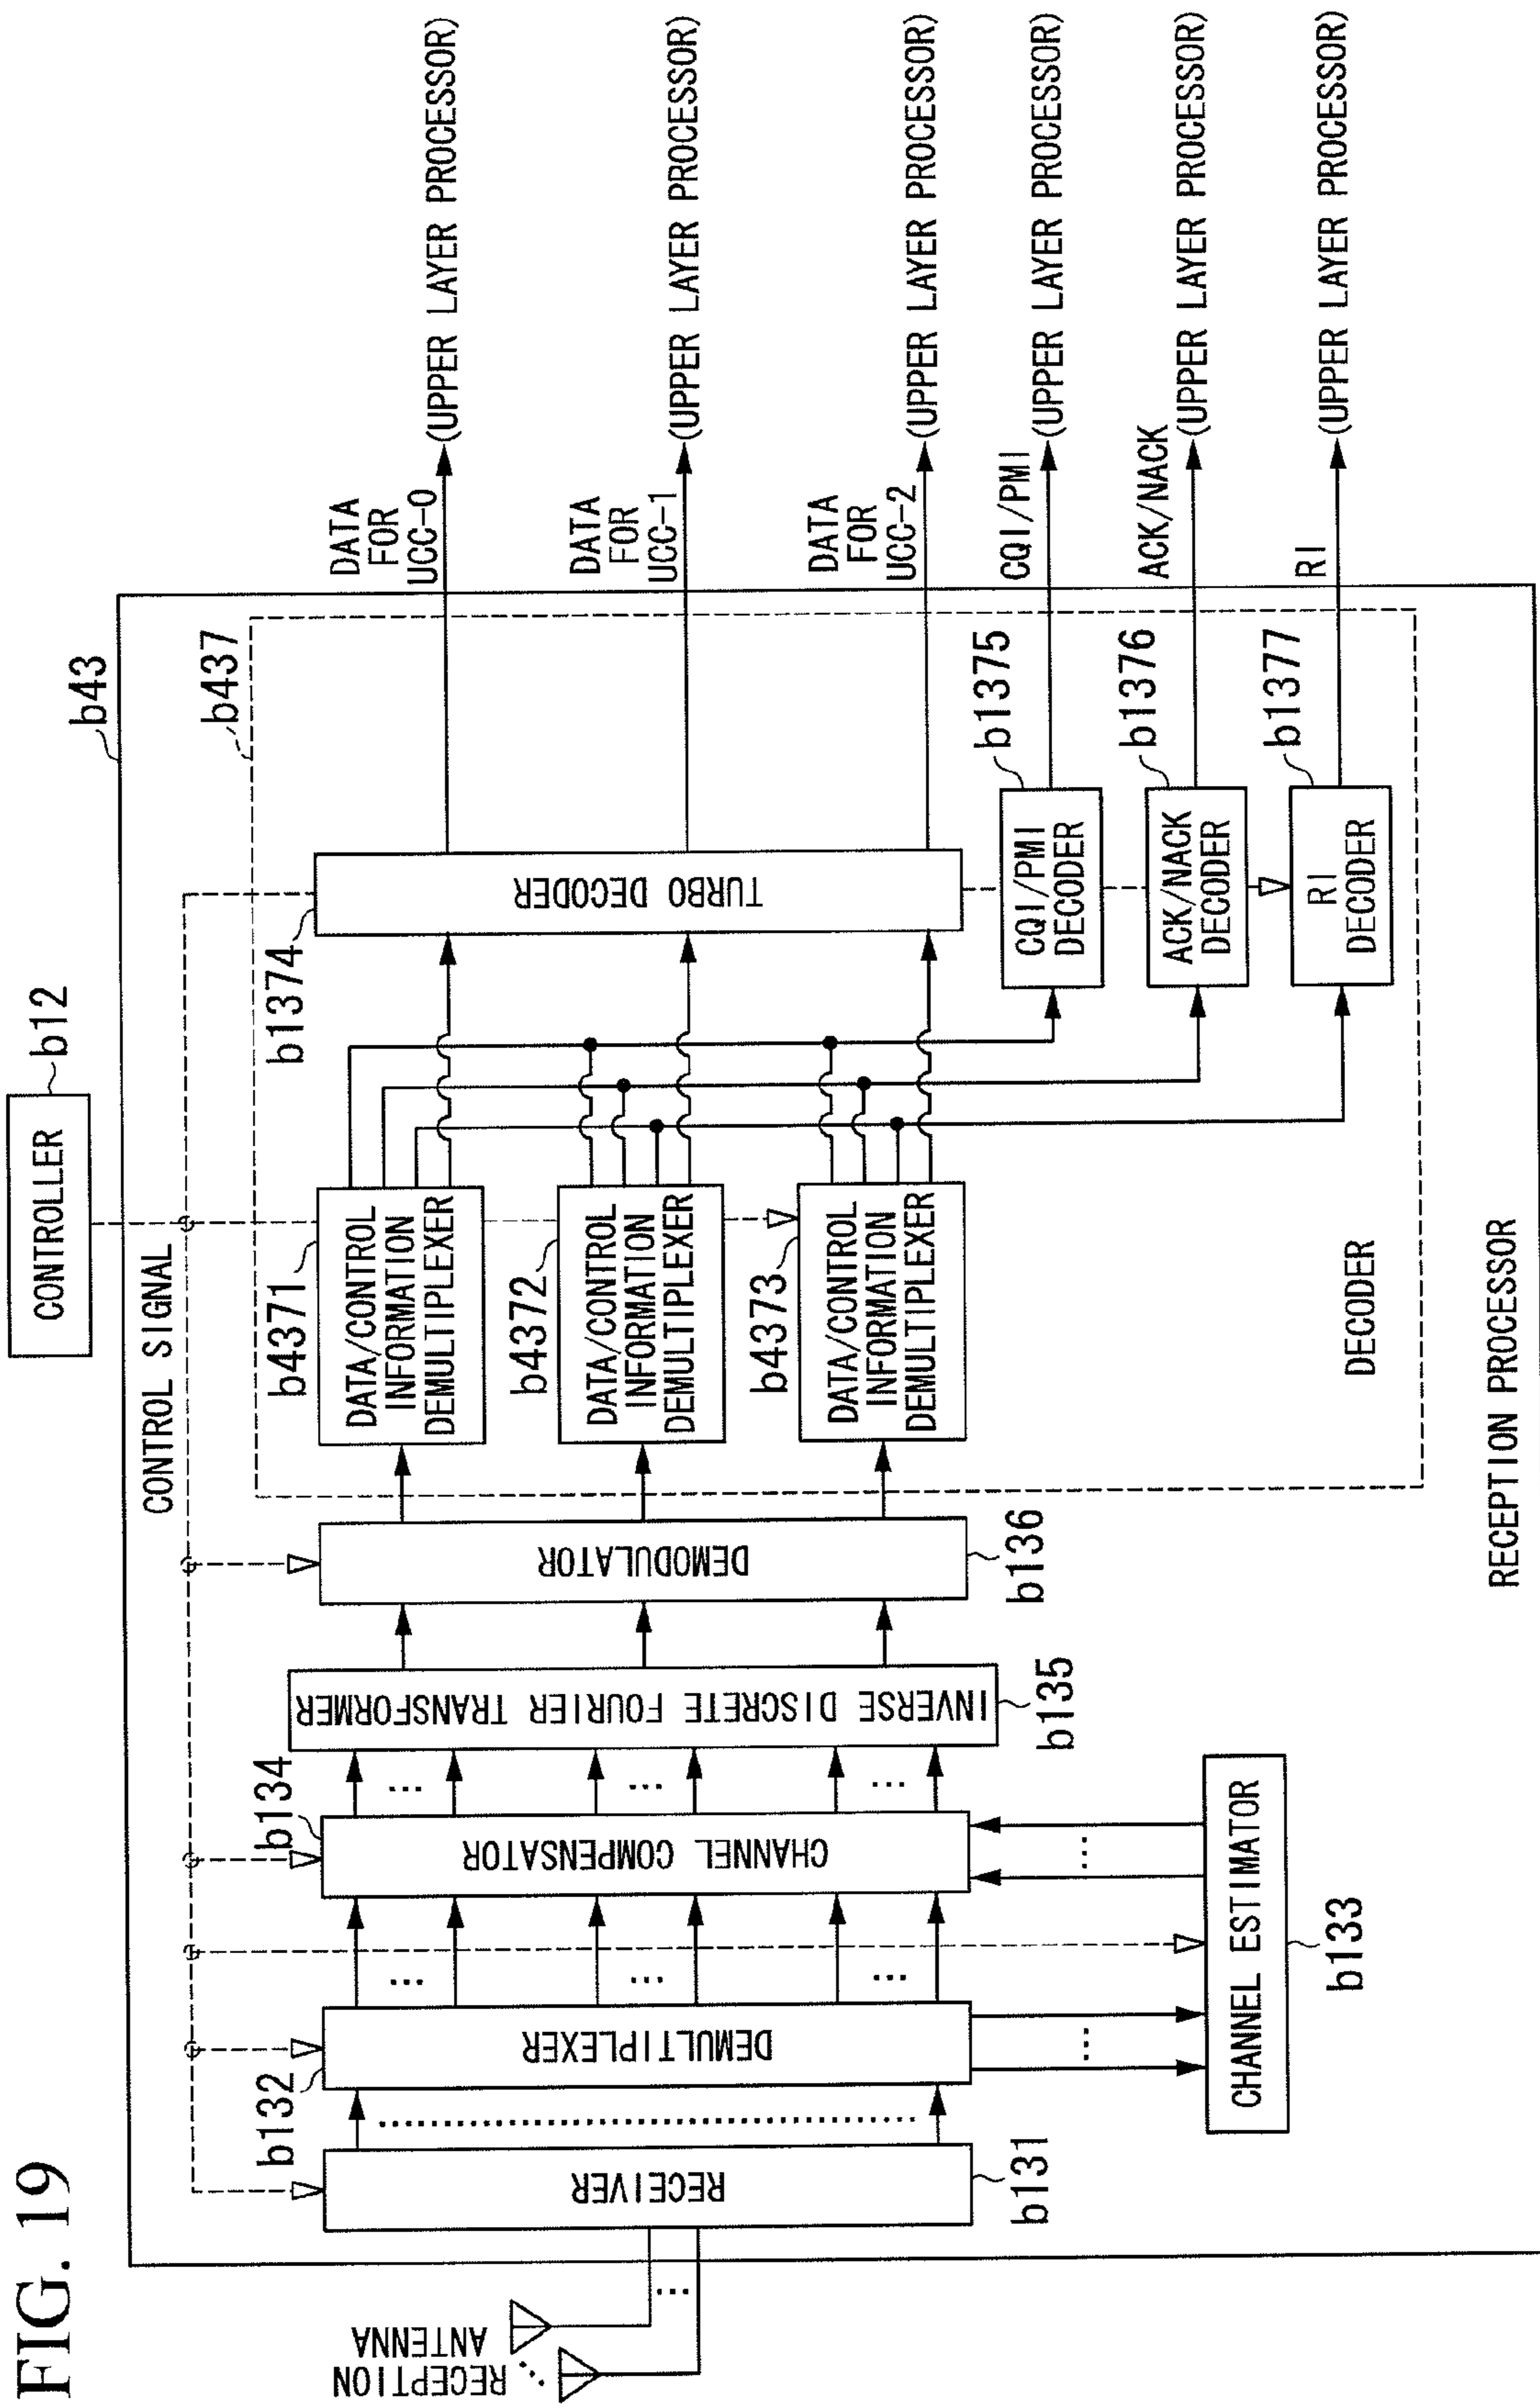 FIG. 19
CONTROLLER
b12
CONTROL SIGNAL
b43
b437
RECEPTION
ANTENNA
...
RECEIVER
b131
DEMULTIPLEXER
b132
CHANNEL ESTIMATOR
b133
CHANNEL COMPENSATOR
b134
INVERSE DISCRETE FOURIER TRANSFORMER
b135
DEMODULATOR
b136
b4371
DATA/CONTROL
INFORMATION
DEMULTIPLEXER
b4372
DATA/CONTROL
INFORMATION
DEMULTIPLEXER
b4373
DATA/CONTROL
INFORMATION
DEMULTIPLEXER
b1374
TURBO DECODER
b1375
CQI/PMI
DECODER
b1376
ACK/NACK
DECODER
b1377
RI
DECODER
DECODER
RECEPTION PROCESSOR
DATA
FOR
UCC-0
(UPPER LAYER PROCESSOR)
DATA
FOR
UCC-1
(UPPER LAYER PROCESSOR)
DATA
FOR
UCC-2
(UPPER LAYER PROCESSOR)
CQI/PMI
(UPPER LAYER PROCESSOR)
ACK/NACK
(UPPER LAYER PROCESSOR)
RI
(UPPER LAYER PROCESSOR)